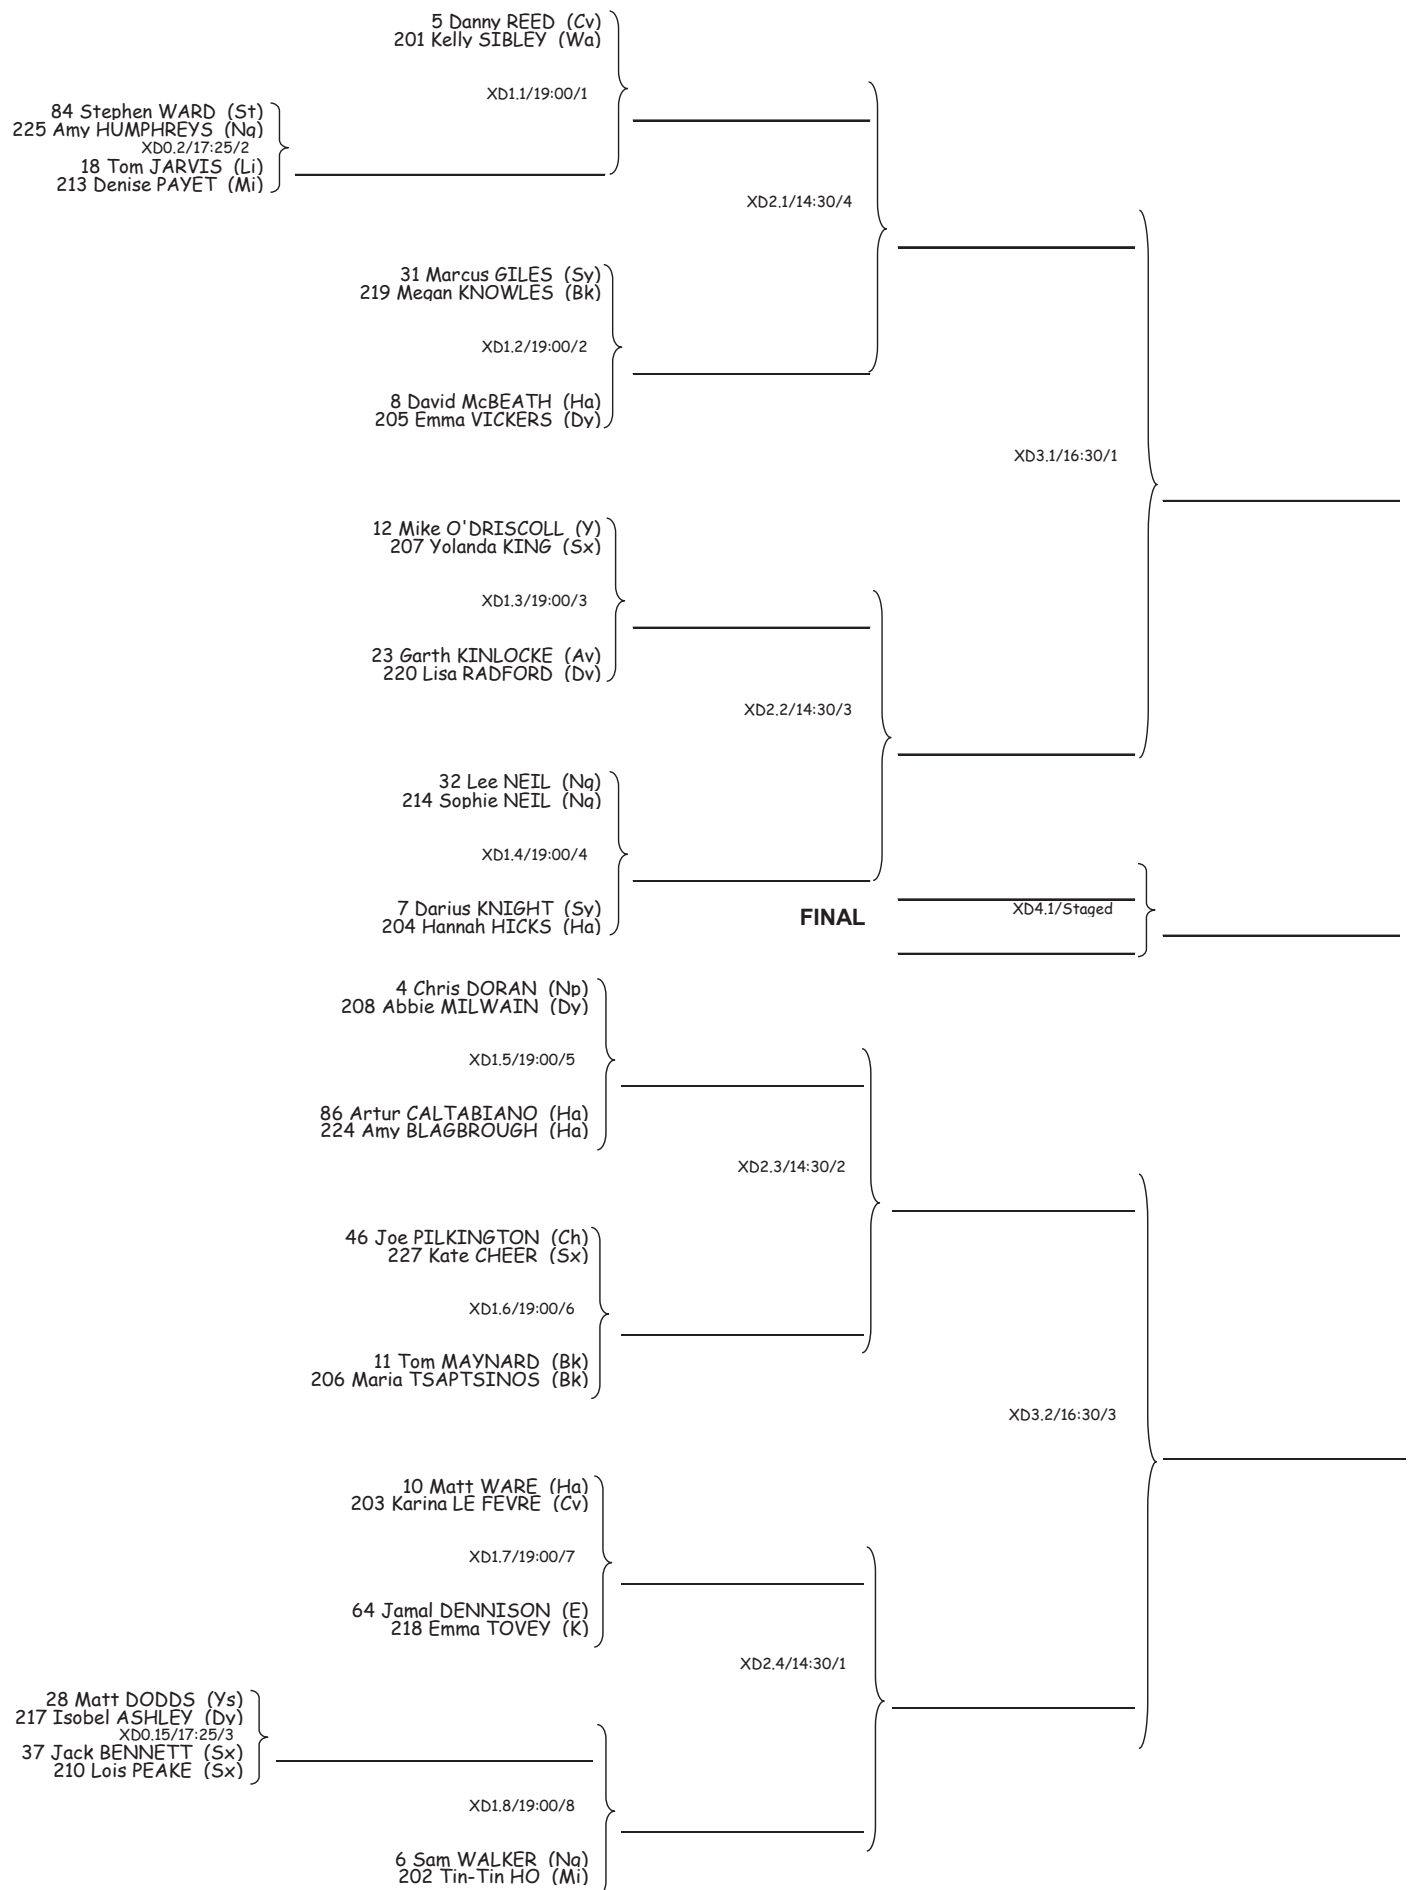 5 Danny REED (Cv)
201 Kelly SIBLEY (Wa)
XD1.1/19:00/1
84 Stephen WARD (St)
225 Amy HUMPHREYS (Ng)
XD0.2/17:25/2
18 Tom JARVIS (Li)
213 Denise PAYET (Mi)
XD2.1/14:30/4
31 Marcus GILES (Sy)
219 Megan KNOWLES (Bk)
XD1.2/19:00/2
8 David McBEATH (Ha)
205 Emma VICKERS (Dy)
XD3.1/16:30/1
12 Mike O'DRISCOLL (Y)
207 Yolanda KING (Sx)
XD1.3/19:00/3
23 Garth KINLOCKE (Av)
220 Lisa RADFORD (Dv)
XD2.2/14:30/3
32 Lee NEIL (Ng)
214 Sophie NEIL (Ng)
XD1.4/19:00/4
7 Darius KNIGHT (Sy)
204 Hannah HICKS (Ha)
FINAL
XD4.1/Staged
4 Chris DORAN (Np)
208 Abbie MILWAIN (Dy)
XD1.5/19:00/5
86 Artur CALTABIANO (Ha)
224 Amy BLAGBROUGH (Ha)
XD2.3/14:30/2
46 Joe PILKINGTON (Ch)
227 Kate CHEER (Sx)
XD1.6/19:00/6
11 Tom MAYNARD (Bk)
206 Maria TSAPTSINOS (Bk)
XD3.2/16:30/3
10 Matt WARE (Ha)
203 Karina LE FEVRE (Cv)
XD1.7/19:00/7
64 Jamal DENNISON (E)
218 Emma TOVEY (K)
XD2.4/14:30/1
28 Matt DODDS (Ys)
217 Isobel ASHLEY (Dy)
XD0.15/17:25/3
37 Jack BENNETT (Sx)
210 Lois PEAKE (Sx)
XD1.8/19:00/8
6 Sam WALKER (Ng)
202 Tin-Tin HO (Mi)